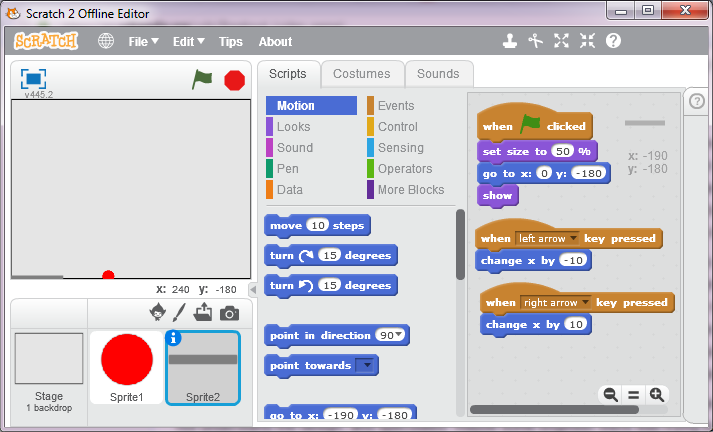 Scratch 2 Offline Editor
SCRATCH File Edit Tips About
v445.2
x: 240 y: -180
Stage
1 backdrop
Sprite1
Sprite2
Scripts Costumes Sounds
Motion Events
Looks Control
Sound Sensing
Pen Operators
Data More Blocks
move 10 steps
turn 15 degrees
turn 15 degrees
point in direction 90
point towards
go to x: -190 y: -180
when clicked
set size to 50 %
go to x: 0 y: -180
show
x: -190
y: -180
when left arrow key pressed
change x by -10
when right arrow key pressed
change x by 10